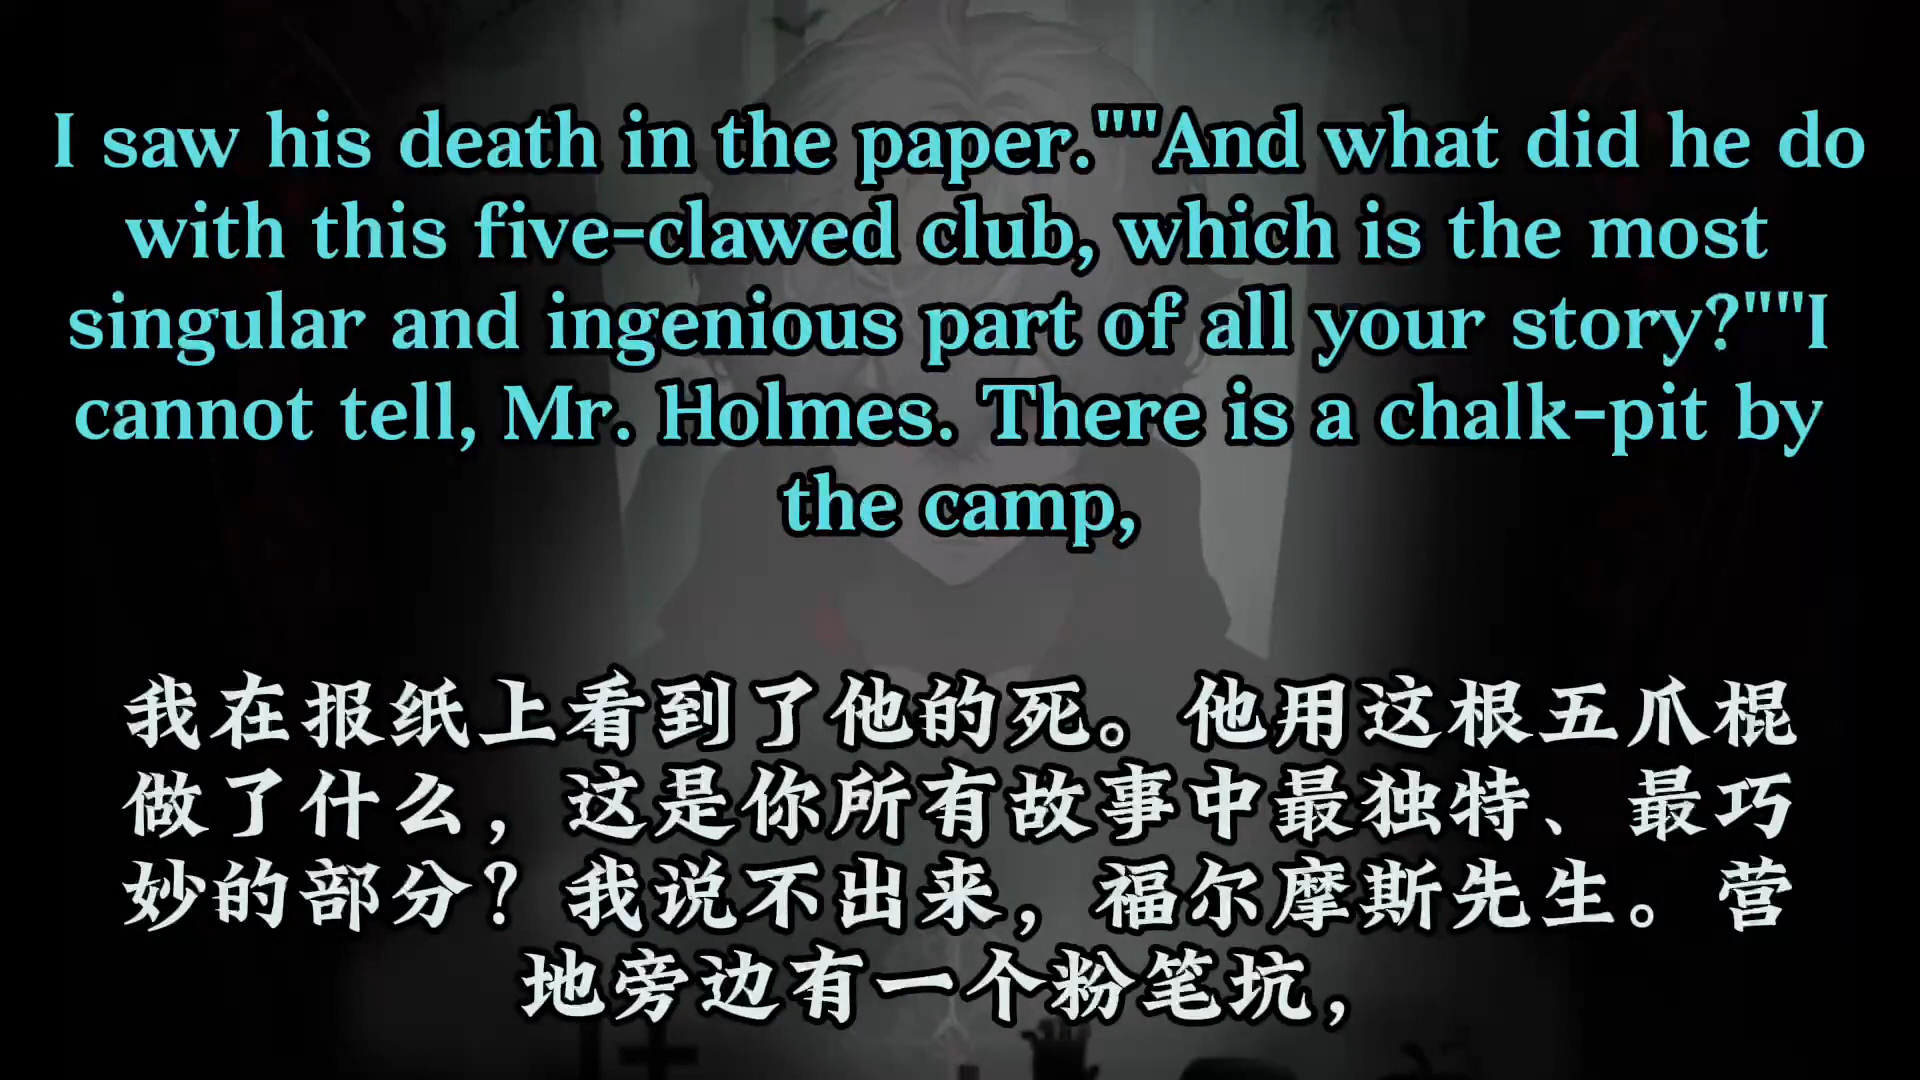 I saw his death in the paper.""And what did he do
with this five-clawed club, which is the most
singular and ingenious part of all your story?""I
cannot tell, Mr. Holmes. There is a chalk-pit by
the camp,
我在报纸上看到了他的死。他用这根五爪棍
做了什么，这是你所有故事中最独特、最巧
妙的部分？我说不出来，福尔摩斯先生。营
地旁边有一个粉笔坑，